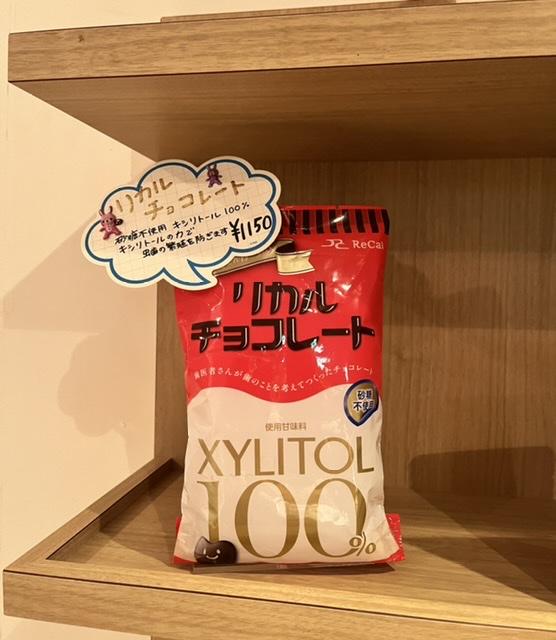 リカル
チョコレート
砂糖不使用 キシリトール100%
キシリトールの力で
虫歯の繁殖を防ぎます
¥1150
ReCal
リカル
チョコレート
歯医者さんが歯のことを考えてつくったチョコレート
砂糖
不使用
使用甘味料
XYLITOL
100%